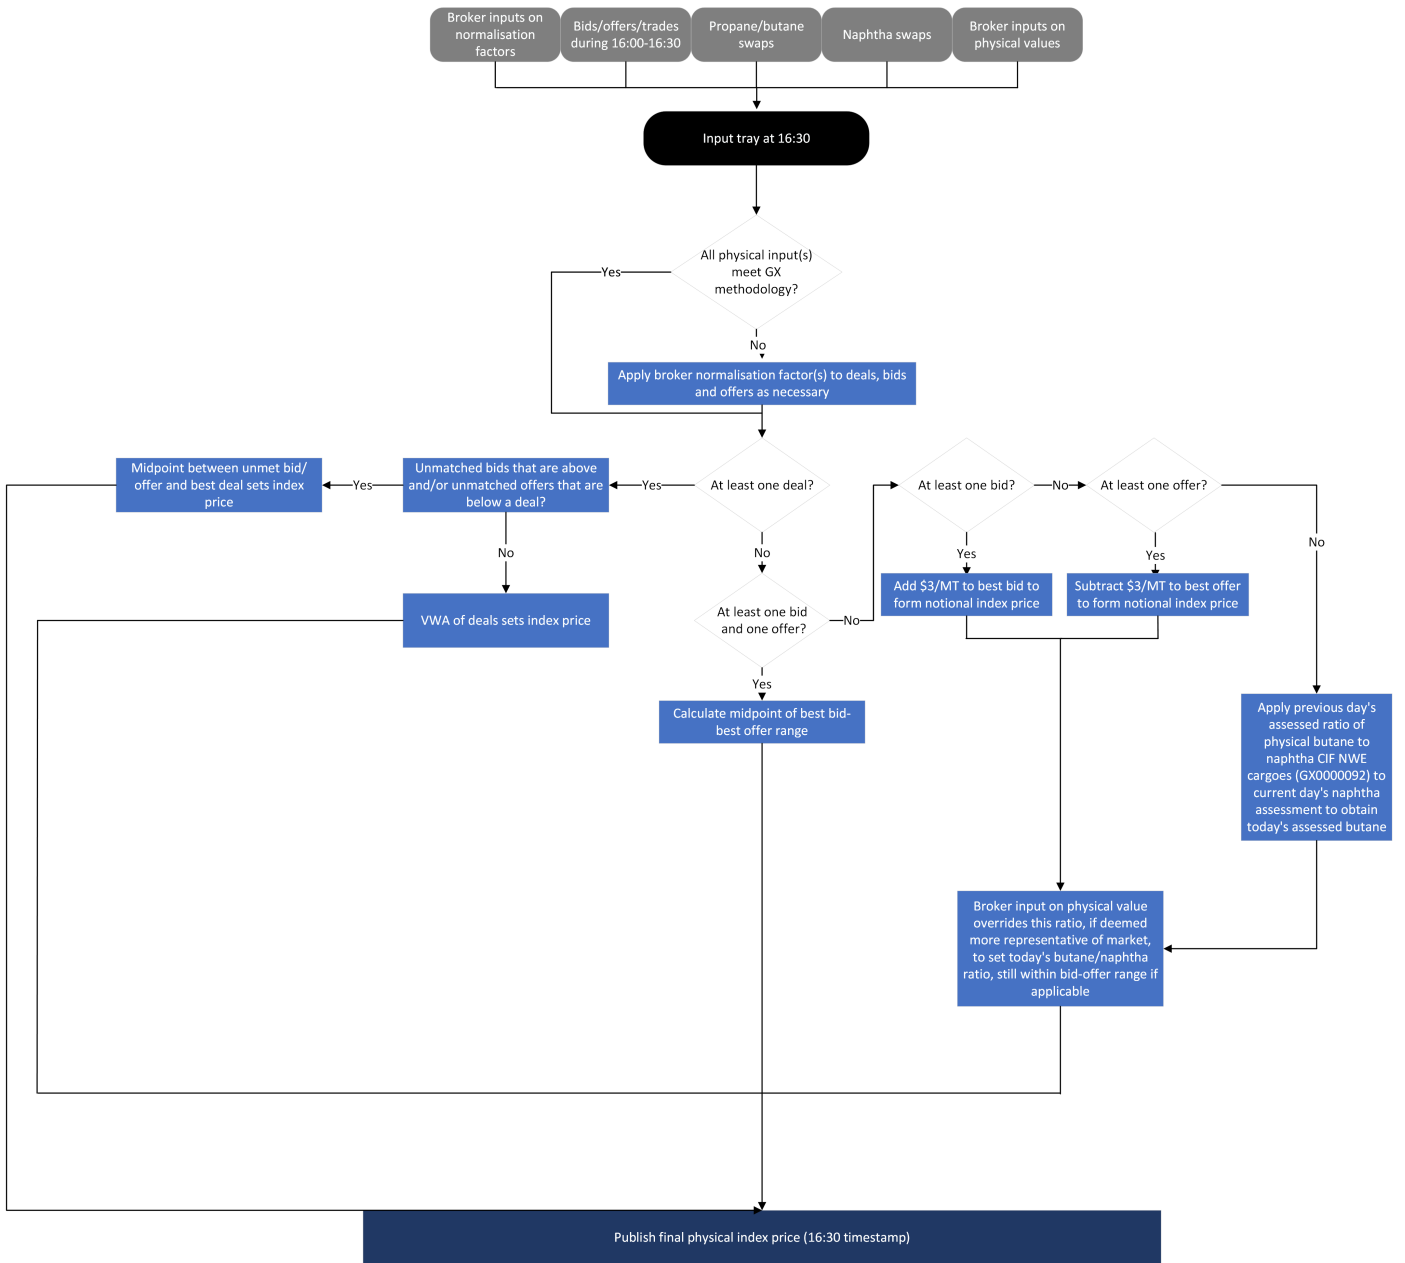 Broker inputs on
normalisation
factors
Bids/offers/trades
during 16:00-16:30
Propane/butane
swaps
Naphtha swaps
Broker inputs on
physical values
Input tray at 16:30
All physical input(s)
meet GX
methodology?
Yes
No
Apply broker normalisation factor(s) to deals, bids
and offers as necessary
Midpoint between unmet bid/
offer and best deal sets index
price
Yes
Unmatched bids that are above
and/or unmatched offers that are
below a deal?
Yes
At least one deal?
At least one bid?
No
At least one offer?
No
No
No
Yes
Yes
VWA of deals sets index price
At least one bid
and one offer?
No
Add $3/MT to best bid to
form notional index price
Subtract $3/MT to best offer
to form notional index price
Yes
Calculate midpoint of best bid-
best offer range
Apply previous day's
assessed ratio of
physical butane to
naphtha CIF NWE
cargoes (GX0000092) to
current day's naphtha
assessment to obtain
today's assessed butane
Broker input on physical value
overrides this ratio, if deemed
more representative of market,
to set today's butane/naphtha
ratio, still within bid-offer range if
applicable
Publish final physical index price (16:30 timestamp)